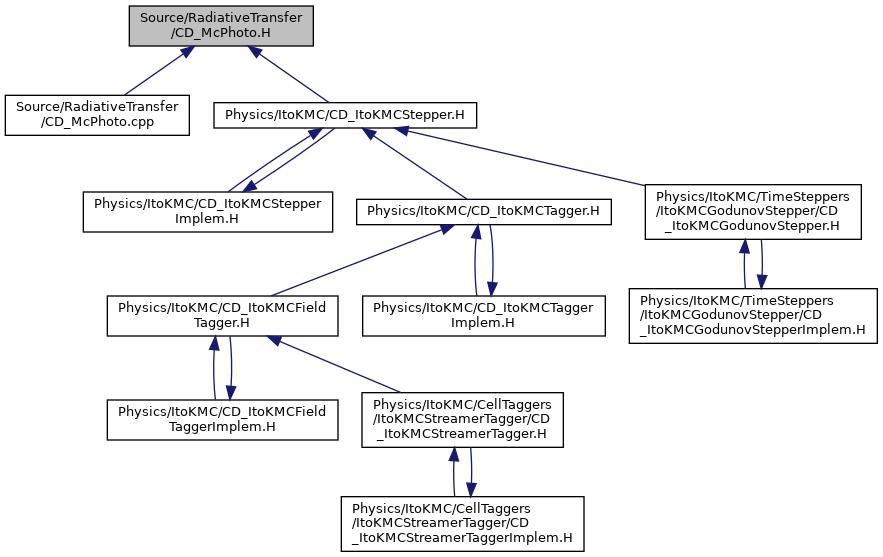 Source/RadiativeTransfer
/CD_McPhoto.H
Source/RadiativeTransfer
/CD_McPhoto.cpp
Physics/ItoKMC/CD_ItoKMCStepper.H
Physics/ItoKMC/CD_ItoKMCStepper
Implem.H
Physics/ItoKMC/CD_ItoKMCTagger.H
Physics/ItoKMC/TimeSteppers
/ItoKMCGodunovStepper/CD
_ItoKMCGodunovStepper.H
Physics/ItoKMC/CD_ItoKMCField
Tagger.H
Physics/ItoKMC/CD_ItoKMCTagger
Implem.H
Physics/ItoKMC/TimeSteppers
/ItoKMCGodunovStepper/CD
_ItoKMCGodunovStepperImplem.H
Physics/ItoKMC/CD_ItoKMCField
TaggerImplem.H
Physics/ItoKMC/CellTaggers
/ItoKMCStreamerTagger/CD
_ItoKMCStreamerTagger.H
Physics/ItoKMC/CellTaggers
/ItoKMCStreamerTagger/CD
_ItoKMCStreamerTaggerImplem.H